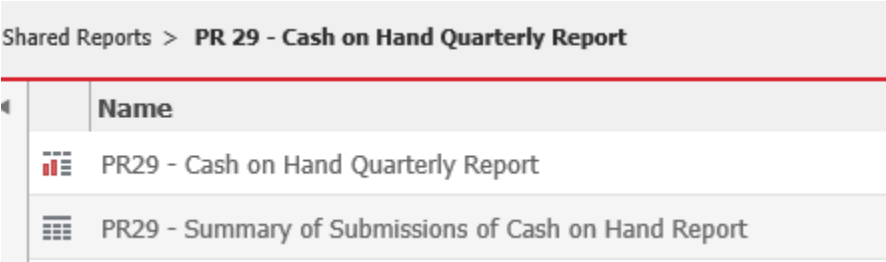 Shared Reports > PR 29 - Cash on Hand Quarterly Report
Name
PR29 - Cash on Hand Quarterly Report
PR29 - Summary of Submissions of Cash on Hand Report